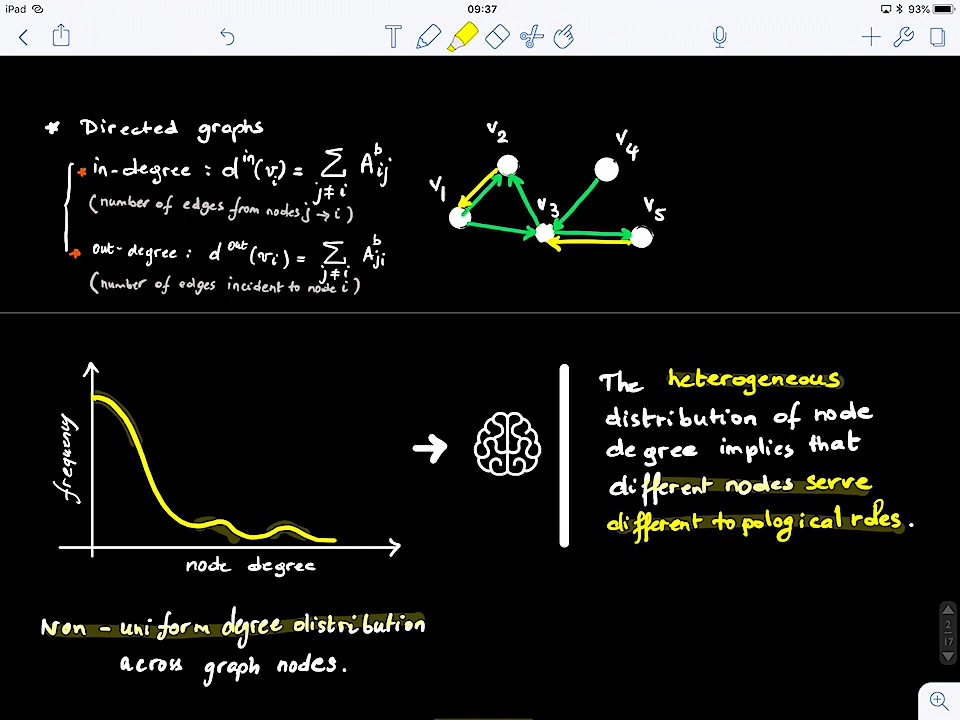 iPad
09:37
93%
* Directed graphs
in-degree : d^in(v_i) = Σ_{j≠i} A^b_ij
(number of edges from nodes j → i)
out-degree : d^out(v_i) = Σ_{j≠i} A^b_ji
(number of edges incident to node i)
v2
v4
v1
v3
v5
frequency
node degree
Non-uniform degree distribution
across graph nodes.
The heterogeneous
distribution of node
degree implies that
different nodes serve
different topological roles.
2
17